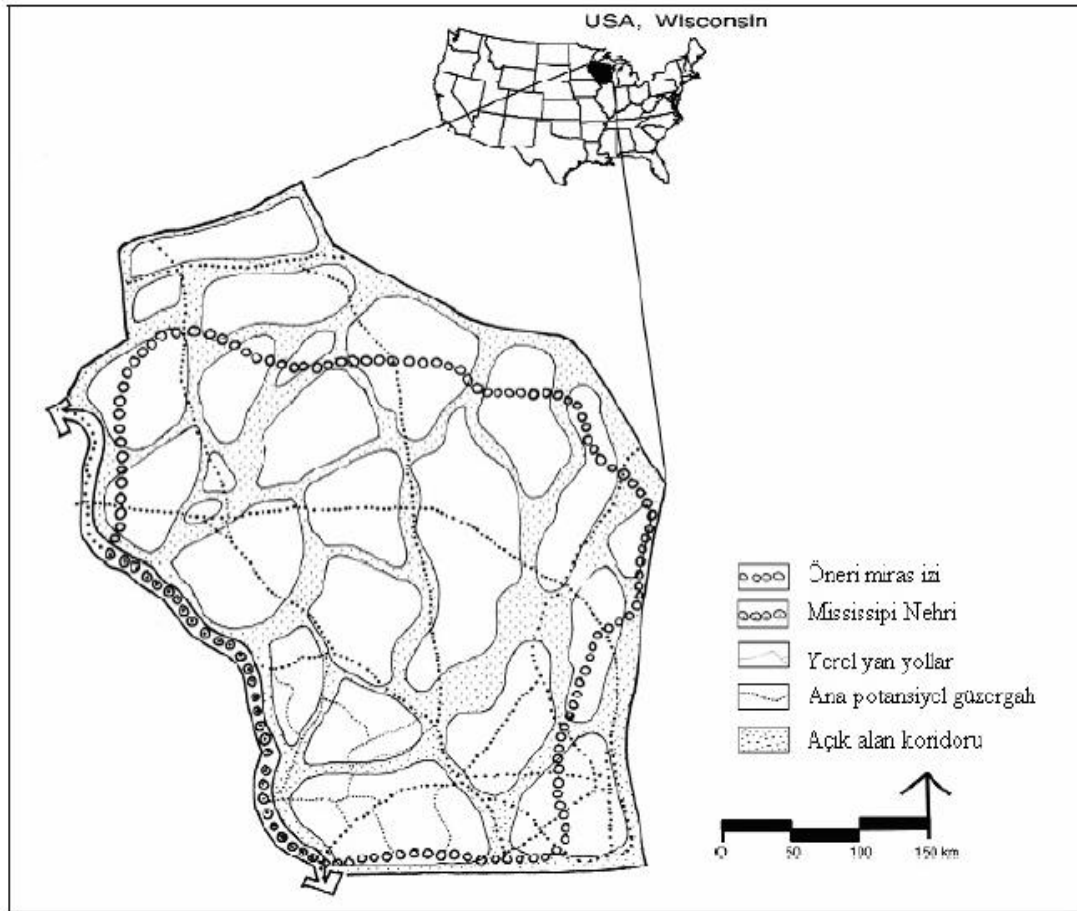 USA, Wisconsin
Öneri miras izi
Mississipi Nehri
Yerel yan yollar
Ana potansiyel güzergah
Açık alan koridoru
0 50 100 150 km